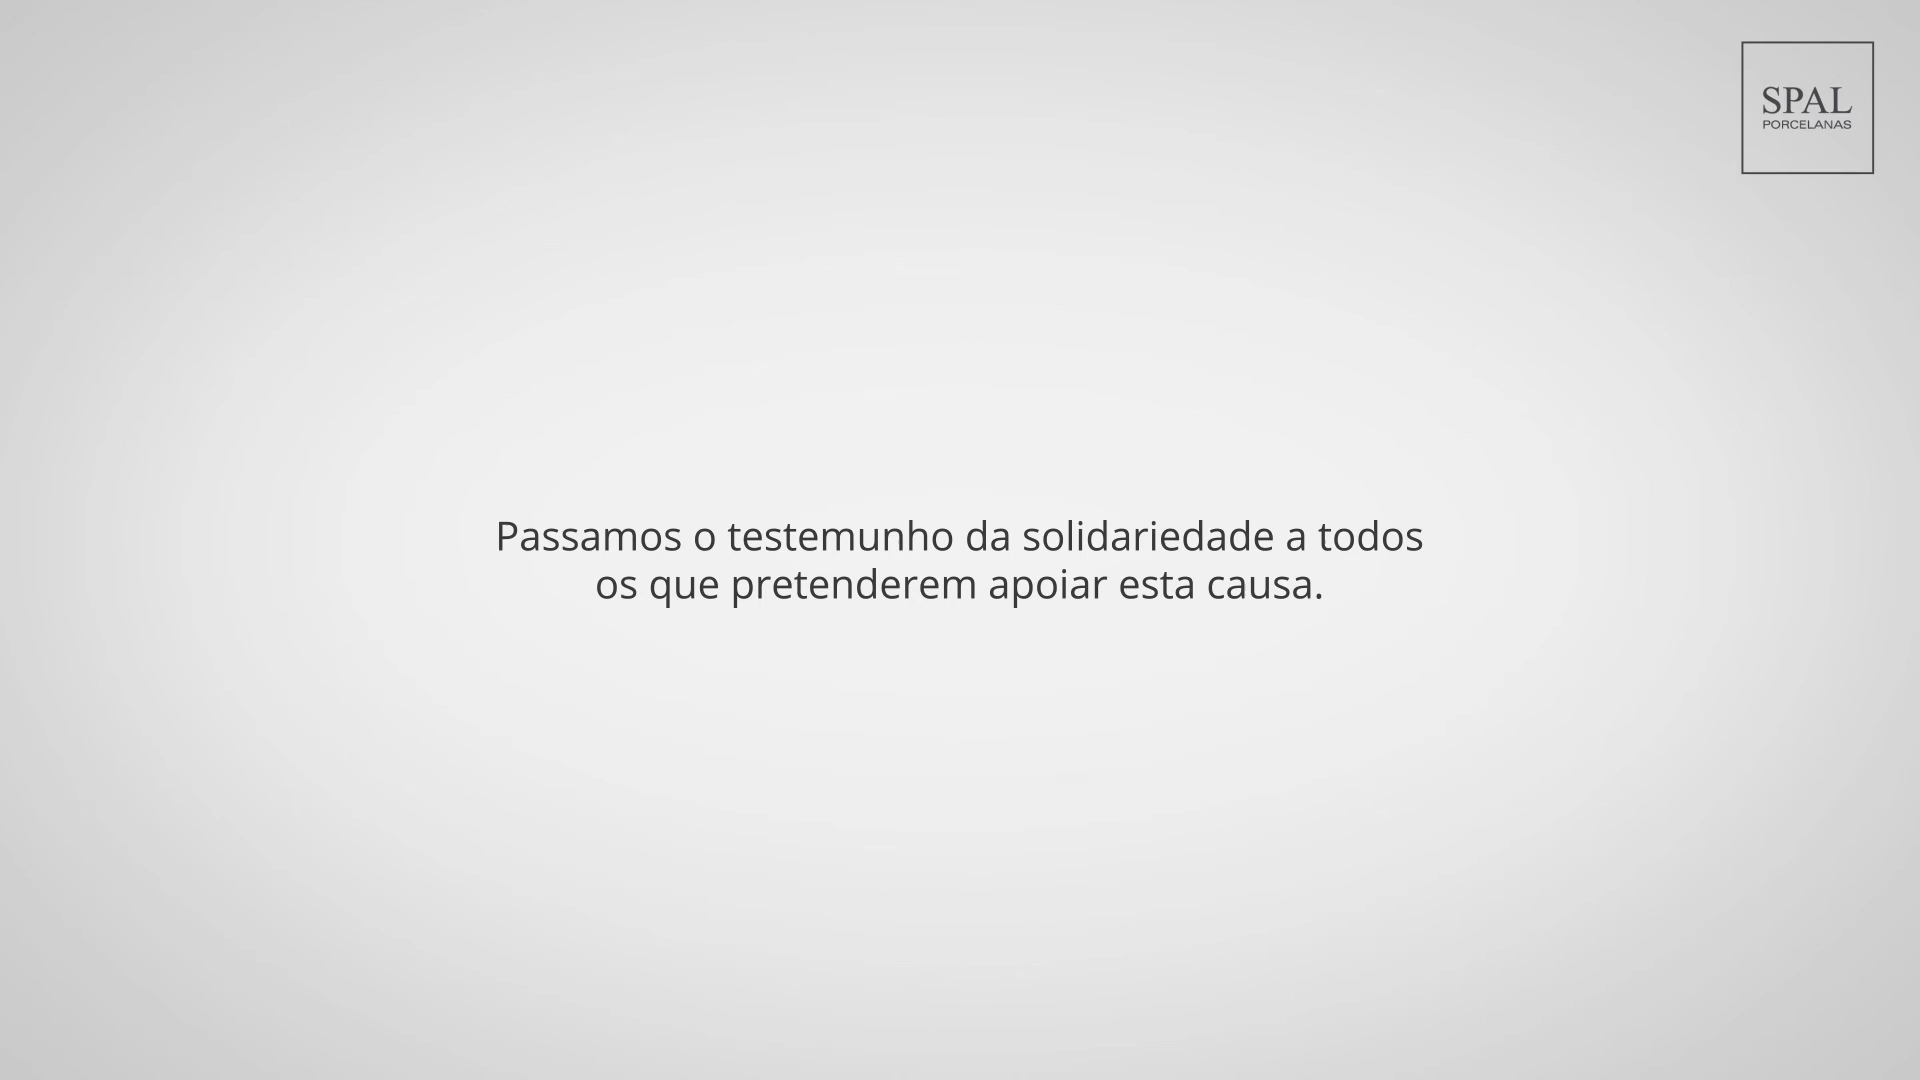 SPAL
PORCELANAS
Passamos o testemunho da solidariedade a todos
os que pretenderem apoiar esta causa.